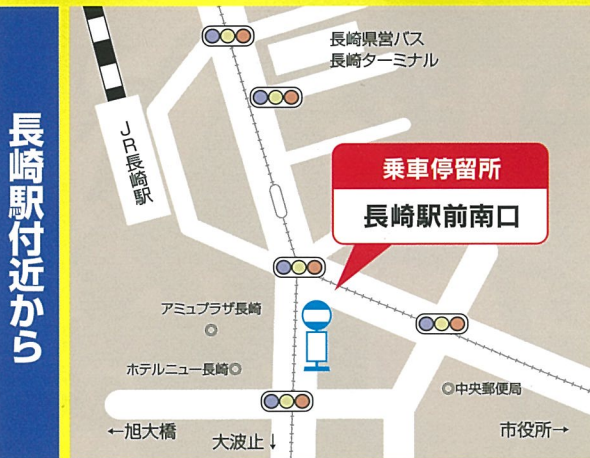 長崎駅付近から
長崎県営バス
長崎ターミナル
JR長崎駅
乗車停留所
長崎駅前南口
アミュプラザ長崎
◎
ホテルニュー長崎◎
◎中央郵便局
←旭大橋
大波止↓
市役所→